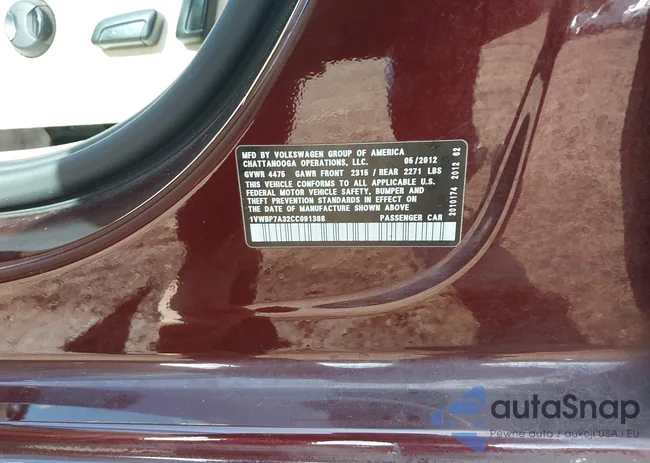 MFD BY VOLKSWAGEN GROUP OF AMERICA
CHATTANOOGA OPERATIONS, LLC. 05/2012
GVWR 4475 GAWR FRONT 2315 / REAR 2271 LBS
THIS VEHICLE CONFORMS TO ALL APPLICABLE U.S.
FEDERAL MOTOR VEHICLE SAFETY, BUMPER AND
THEFT PREVENTION STANDARDS IN EFFECT ON
THE DATE OF MANUFACTURE SHOWN ABOVE
1VWBP7A32CC091388 PASSENGER CAR
2010174 2012 62
autaSnap
Pewne auta z aukcji USA i EU